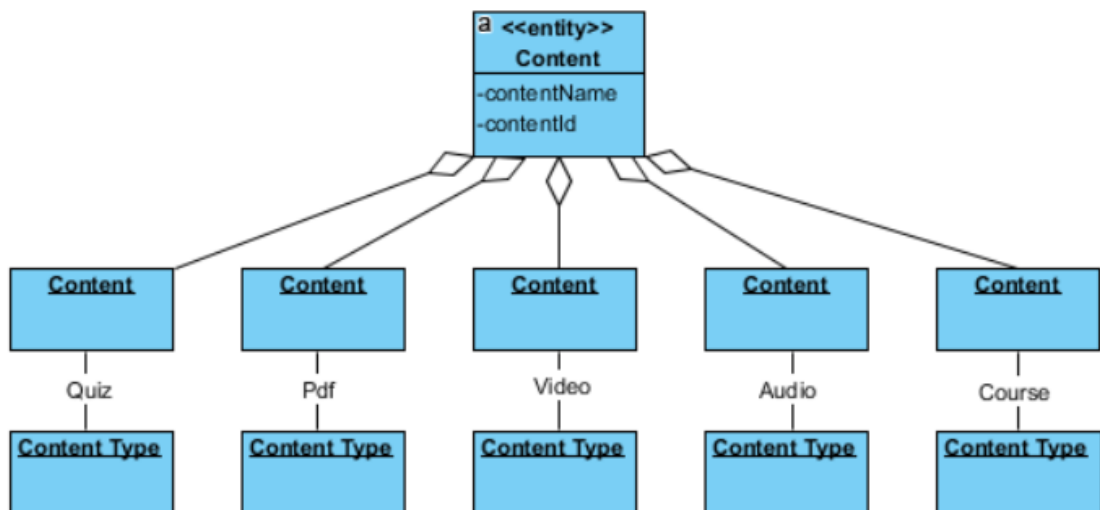 a <<entity>>
Content
-contentName
-contentId
Content Content Content Content Content
Quiz Pdf Video Audio Course
Content Type Content Type Content Type Content Type Content Type